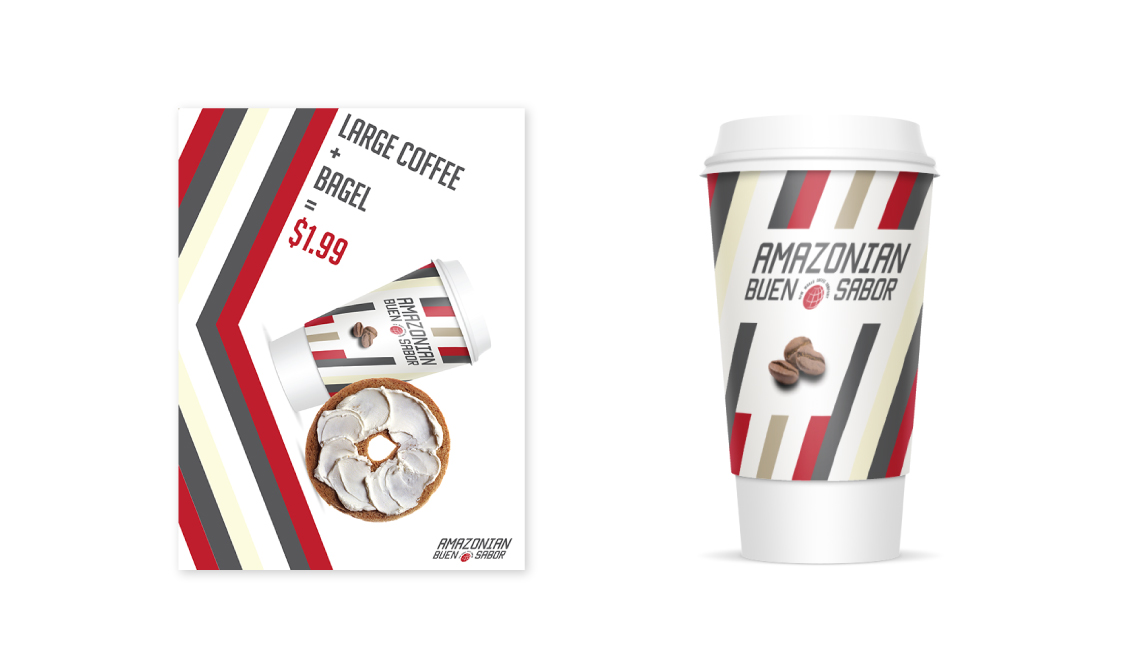 LARGE COFFEE
+
BAGEL
=
$1.99
AMAZONIAN
BUEN SABOR
AMAZONIAN
BUEN SABOR
AMAZONIAN
BUEN SABOR